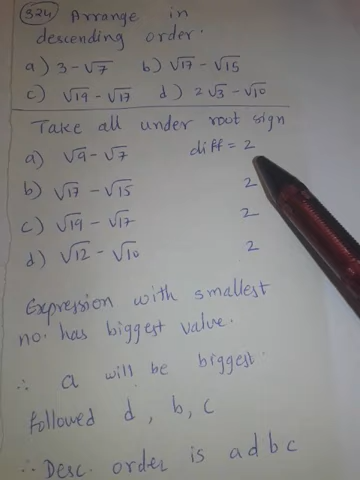 324 Arrange in
descending order.
a) 3-√7 b) √17 - √15
c) √19 - √17 d) 2√3 - √10
Take all under root sign
a) √9 - √7 diff = 2
b) √17 - √15 2
c) √19 - √17 2
d) √12 - √10 2
Expression with smallest
no. has biggest value.
∴ a will be biggest.
followed d, b, c
∴ Desc. order is a d b c